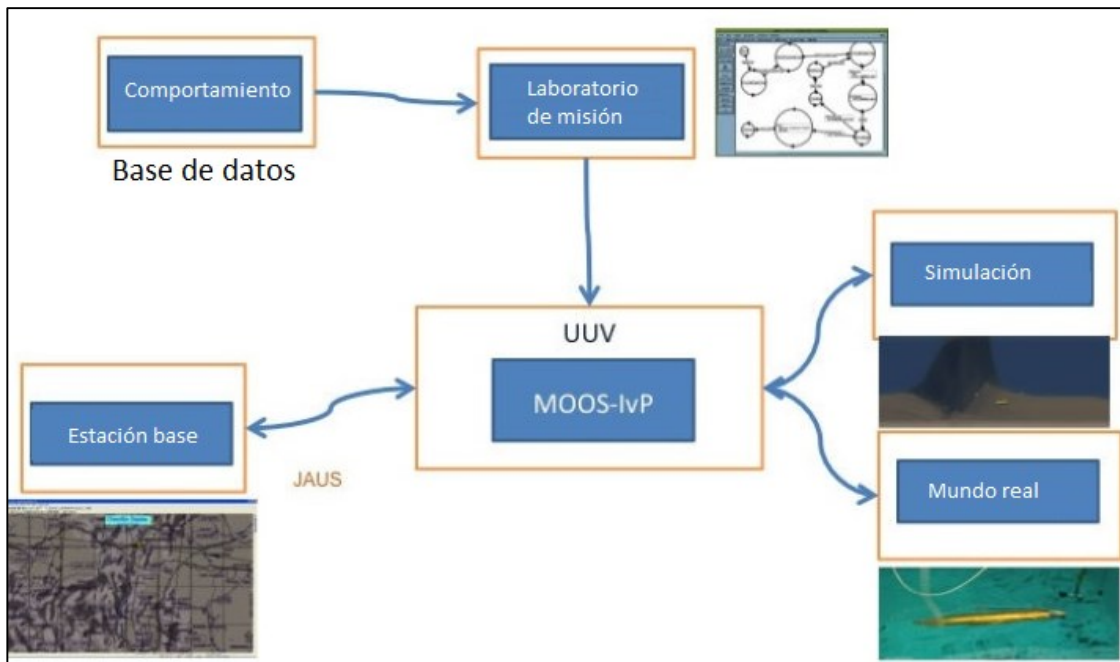 Comportamiento
Base de datos
Laboratorio
de misión
Simulación
UUV
MOOS-IvP
Estación base
JAUS
Mundo real